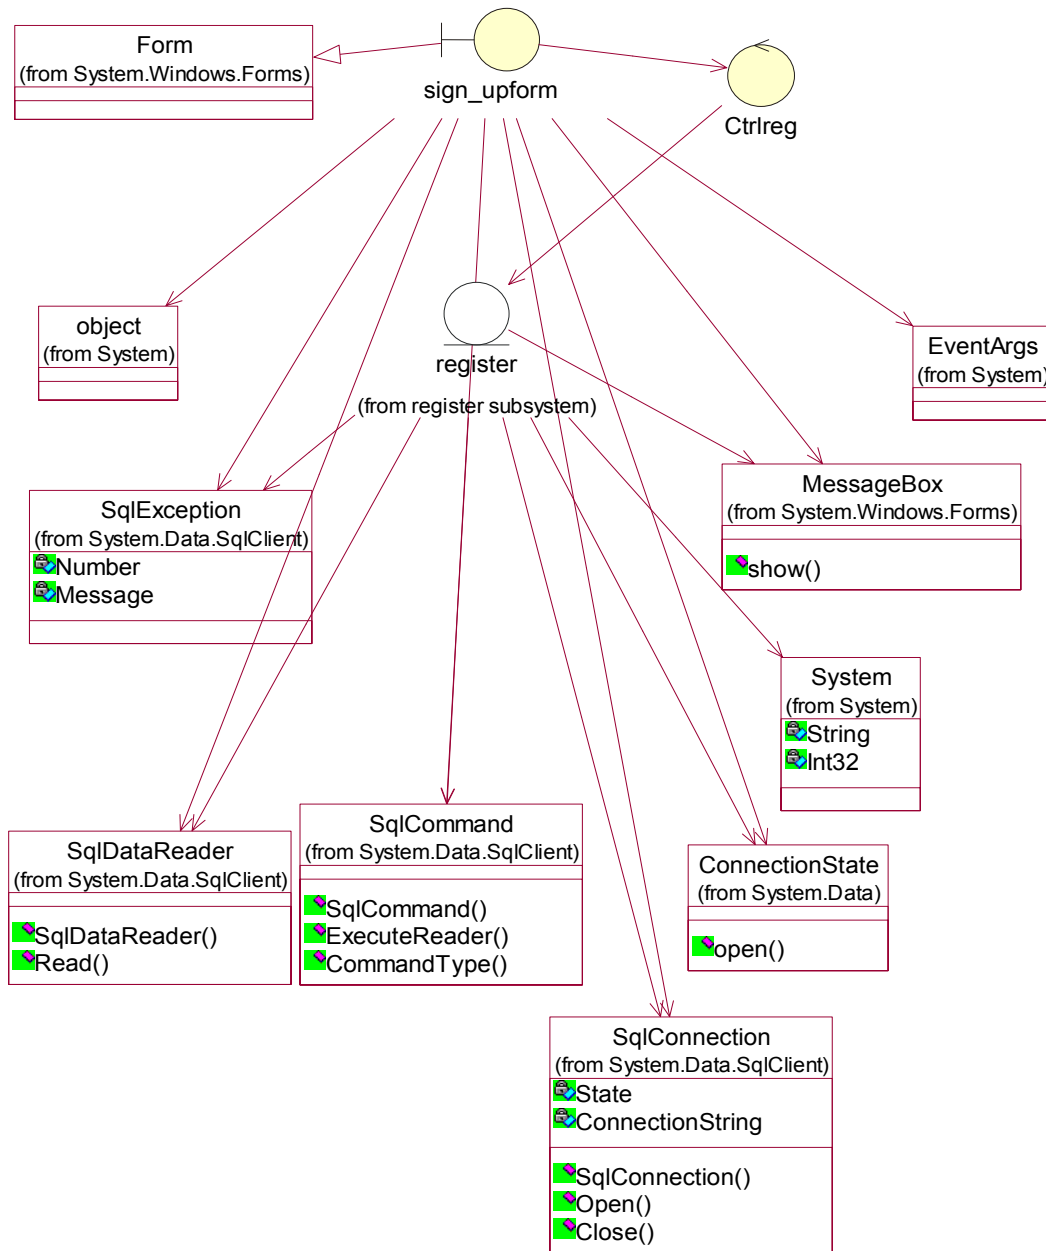 Form
(from System.Windows.Forms)
sign_upform
Ctrlreg
object
(from System)
register
(from register subsystem)
EventArgs
(from System)
SqlException
(from System.Data.SqlClient)
Number
Message
MessageBox
(from System.Windows.Forms)
show()
System
(from System)
String
Int32
SqlDataReader
(from System.Data.SqlClient)
SqlDataReader()
Read()
SqlCommand
(from System.Data.SqlClient)
SqlCommand()
ExecuteReader()
CommandType()
ConnectionState
(from System.Data)
open()
SqlConnection
(from System.Data.SqlClient)
State
ConnectionString
SqlConnection()
Open()
Close()